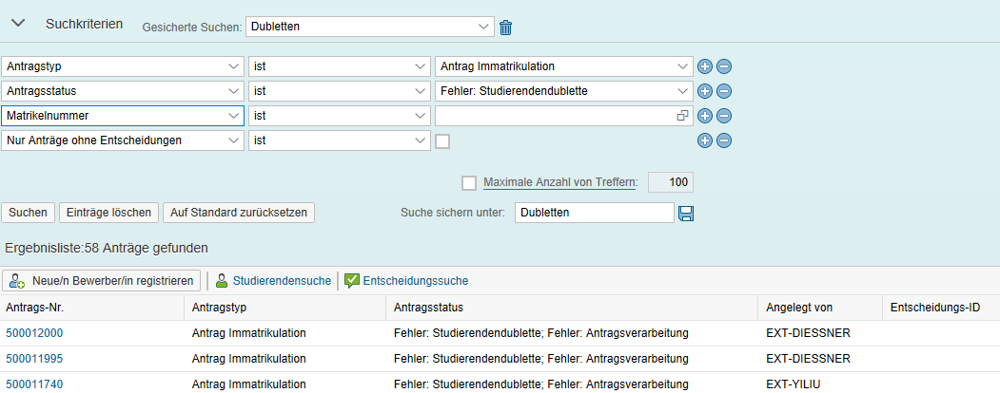 Suchkriterien Gesicherte Suchen: Dubletten
Antragstyp ist Antrag Immatrikulation
Antragsstatus ist Fehler: Studierendendublette
Matrikelnummer ist
Nur Anträge ohne Entscheidungen ist
Maximale Anzahl von Treffern: 100
Suchen Einträge löschen Auf Standard zurücksetzen Suche sichern unter: Dubletten
Ergebnisliste:58 Anträge gefunden
Neue/n Bewerber/in registrieren Studierendensuche Entscheidungssuche
Antrags-Nr. Antragstyp Antragsstatus Angelegt von Entscheidungs-ID
500012000 Antrag Immatrikulation Fehler: Studierendendublette; Fehler: Antragsverarbeitung EXT-DIESSNER
500011995 Antrag Immatrikulation Fehler: Studierendendublette; Fehler: Antragsverarbeitung EXT-DIESSNER
500011740 Antrag Immatrikulation Fehler: Studierendendublette; Fehler: Antragsverarbeitung EXT-YILIU